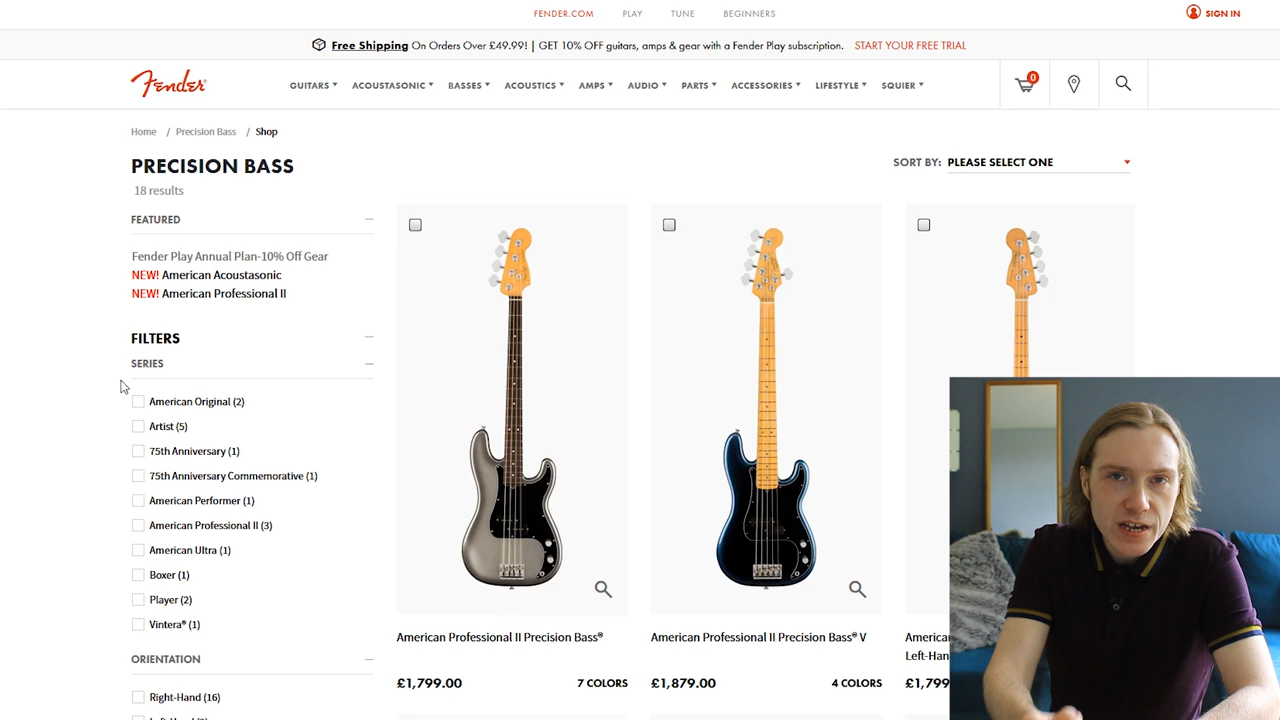 FENDER.COM PLAY TUNE BEGINNERS SIGN IN
Free Shipping On Orders Over £49.99! | GET 10% OFF guitars, amps & gear with a Fender Play subscription. START YOUR FREE TRIAL
Fender GUITARS ACOUSTASONIC BASSES ACOUSTICS AMPS AUDIO PARTS ACCESSORIES LIFESTYLE SQUIER 0
Home / Precision Bass / Shop
PRECISION BASS
SORT BY: PLEASE SELECT ONE
18 results
FEATURED
Fender Play Annual Plan-10% Off Gear
NEW! American Acoustasonic
NEW! American Professional II
FILTERS
SERIES
American Original (2)
Artist (5)
75th Anniversary (1)
75th Anniversary Commemorative (1)
American Performer (1)
American Professional II (3)
American Ultra (1)
Boxer (1)
Player (2)
Vintera® (1)
ORIENTATION
Right-Hand (16)
American Professional II Precision Bass®
£1,799.00 7 COLORS
American Professional II Precision Bass® V
£1,879.00 4 COLORS
American
Left-Hand
£1,799